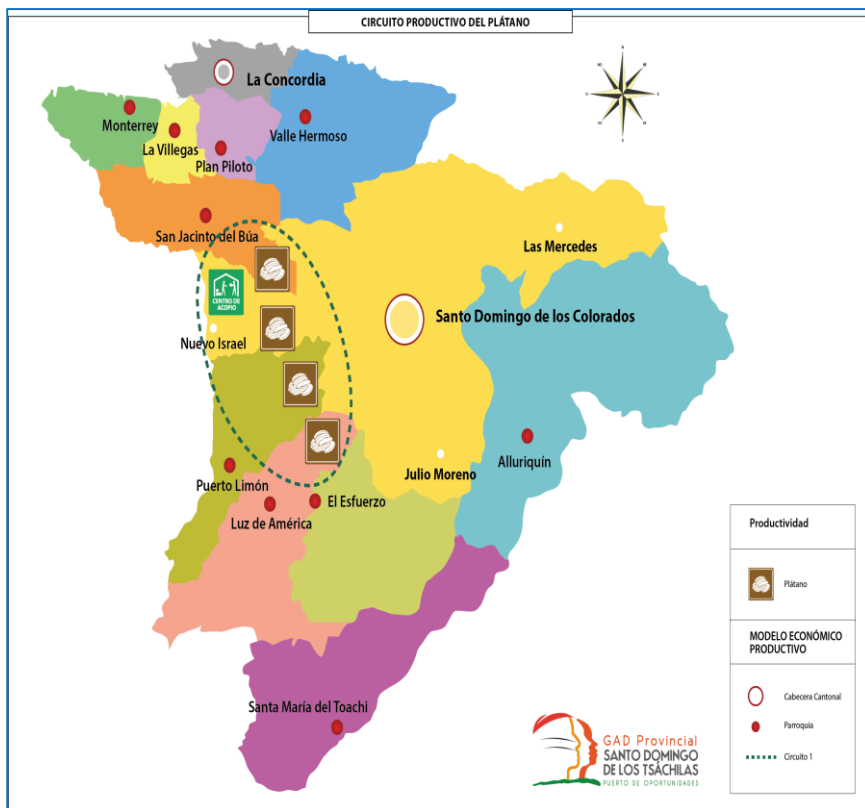 CIRCUITO PRODUCTIVO DEL PLÁTANO
La Concordia
Monterrey
La Villegas
Plan Piloto
Valle Hermoso
San Jacinto del Búa
Las Mercedes
CENTRO DE
ACOPIO
Santo Domingo de los Colorados
Nuevo Israel
Julio Moreno
Alluriquín
Puerto Limón
Luz de América
El Esfuerzo
Santa María del Toachi
Productividad
Plátano
MODELO ECONÓMICO
PRODUCTIVO
Cabecera Cantonal
Parroquia
Circuito 1
GAD Provincial
SANTO DOMINGO
DE LOS TSÁCHILAS
PUERTO DE OPORTUNIDADES